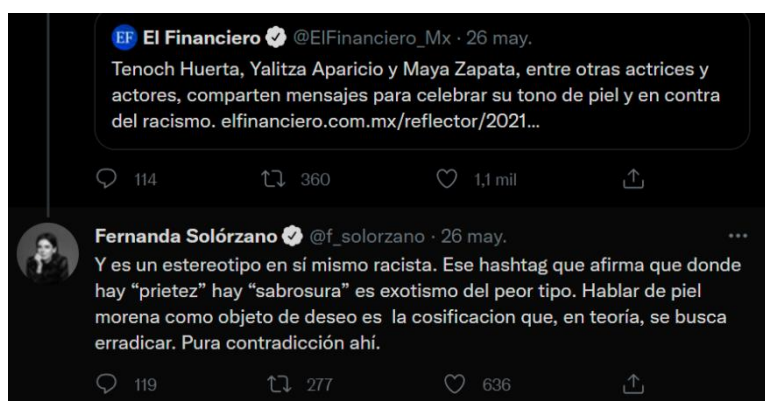 EF El Financiero @ElFinanciero_Mx · 26 may.
Tenoch Huerta, Yalitza Aparicio y Maya Zapata, entre otras actrices y
actores, comparten mensajes para celebrar su tono de piel y en contra
del racismo. elfinanciero.com.mx/reflector/2021...
114 360 1,1 mil
Fernanda Solórzano @f_solorzano · 26 may.
Y es un estereotipo en sí mismo racista. Ese hashtag que afirma que donde
hay “prietez” hay “sabrosura” es exotismo del peor tipo. Hablar de piel
morena como objeto de deseo es la cosificacion que, en teoría, se busca
erradicar. Pura contradicción ahí.
119 277 636